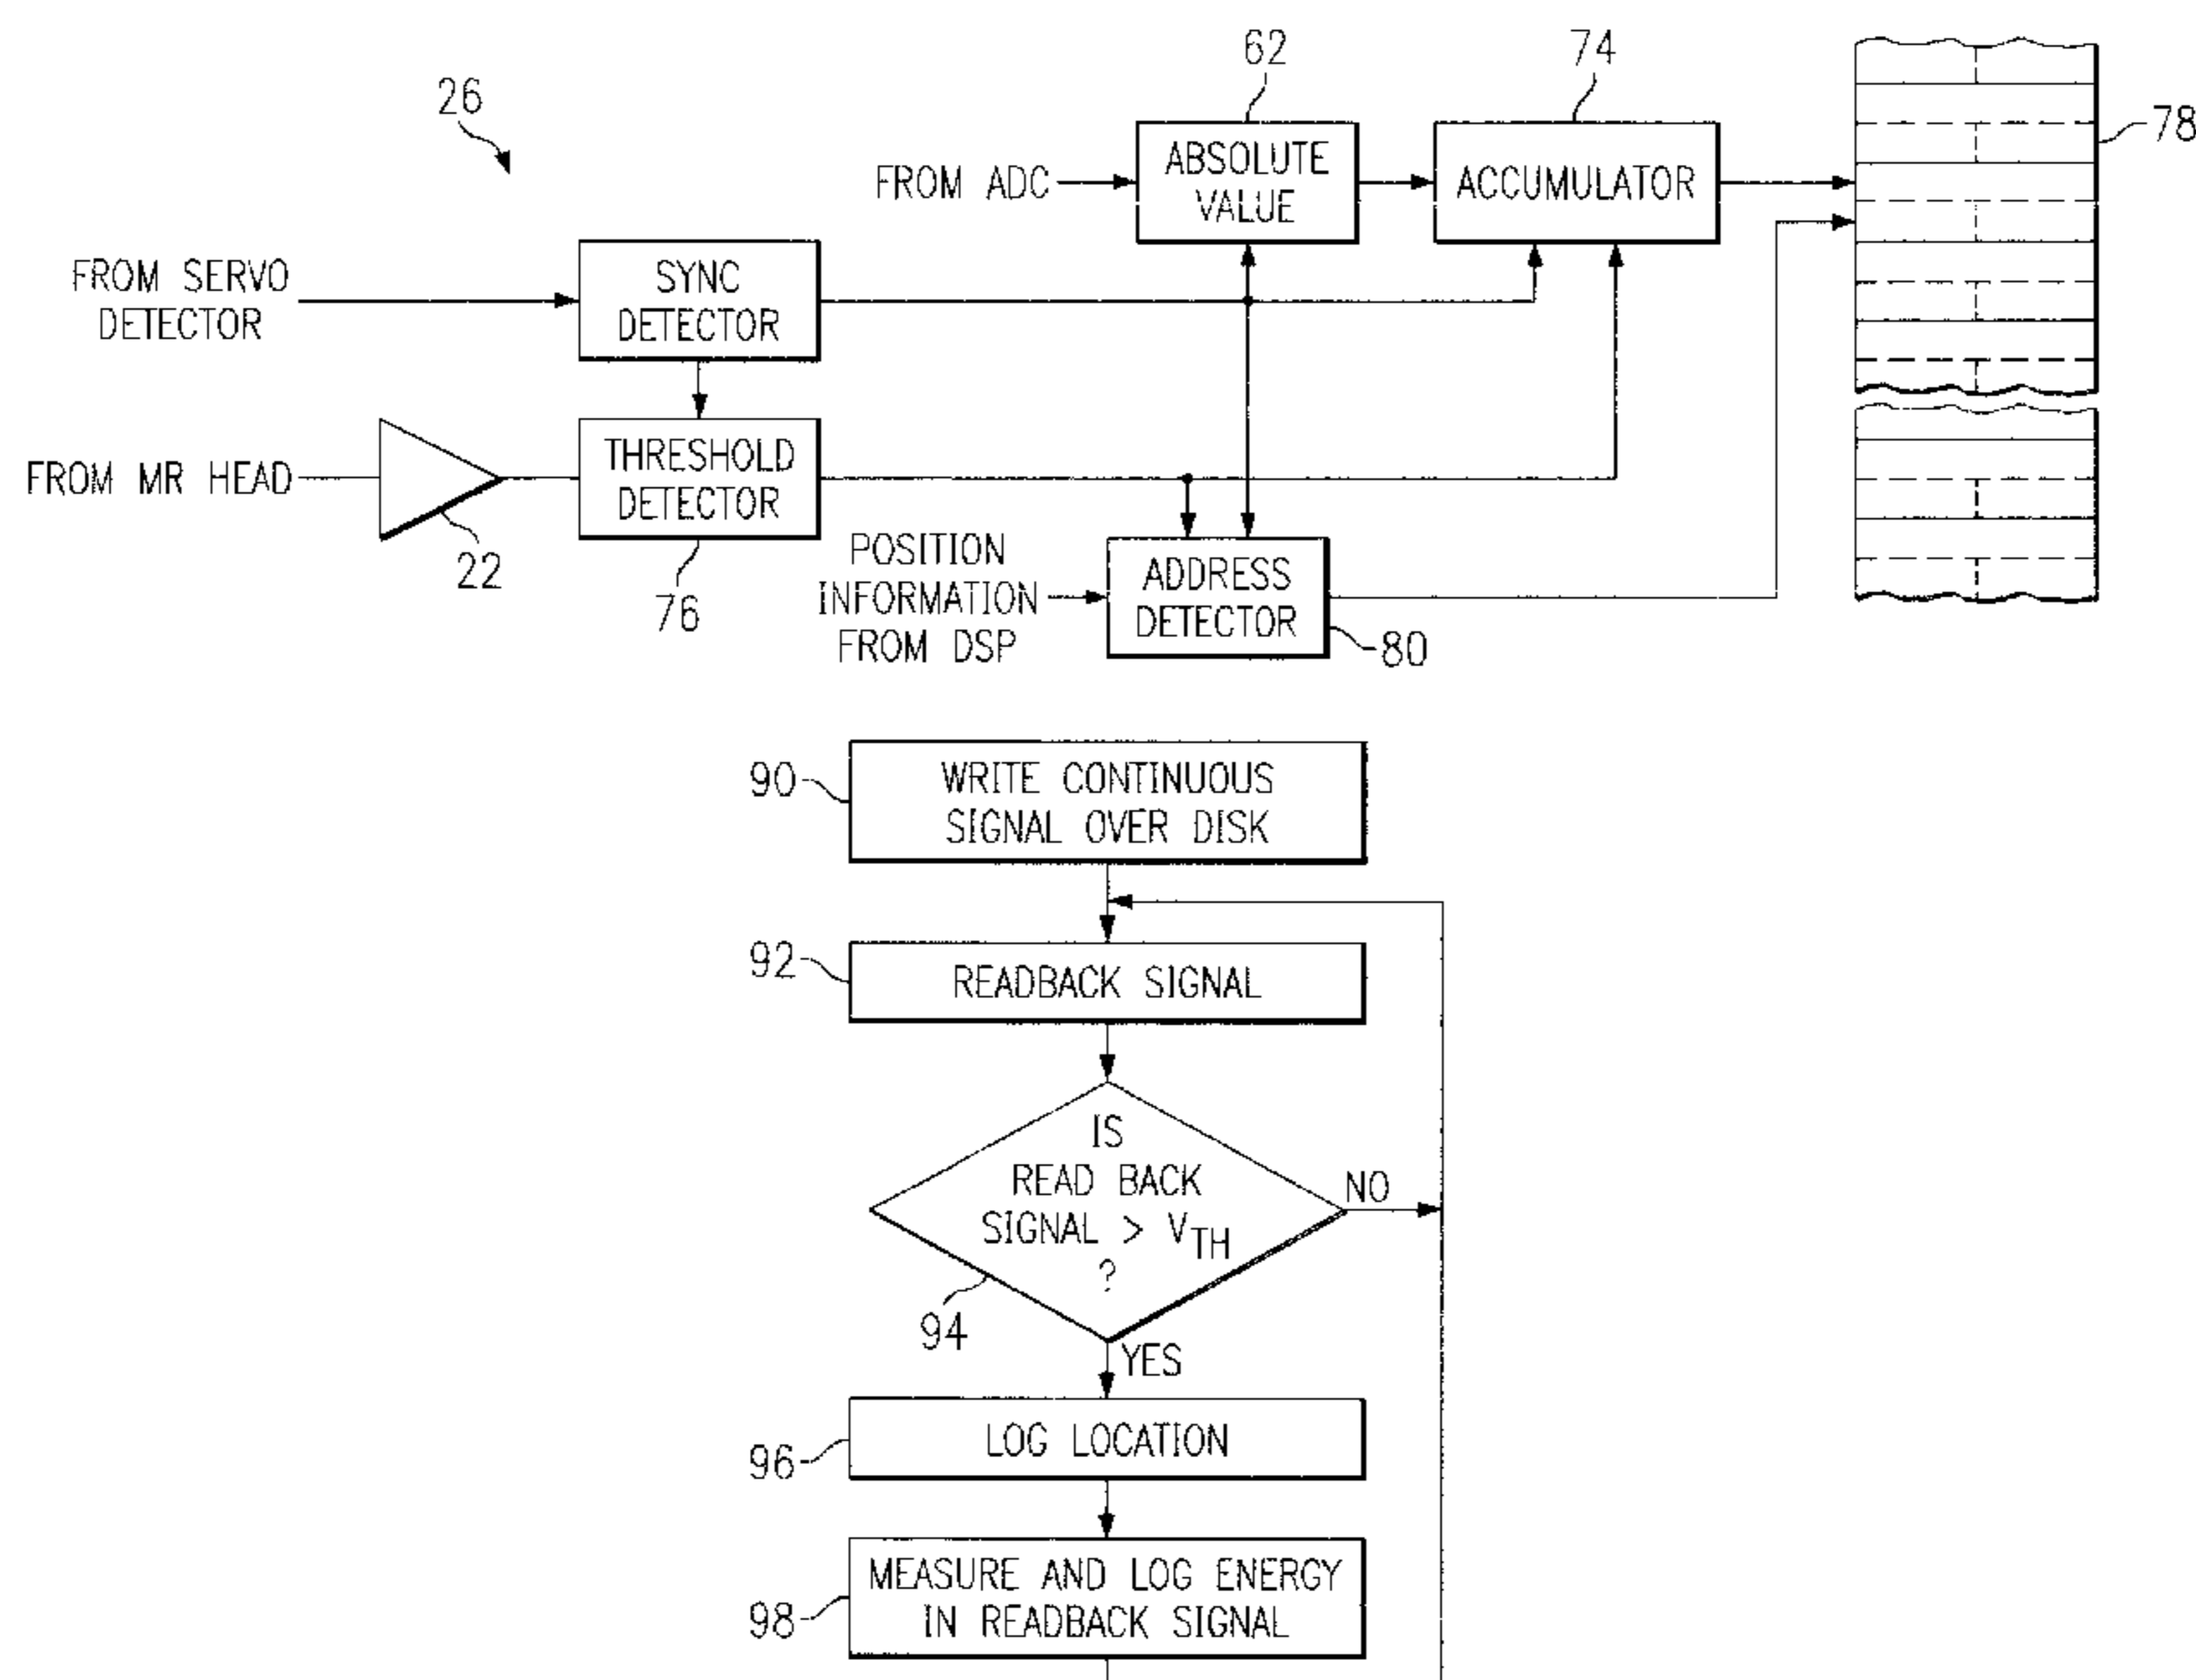 26
62
74
78
FROM ADC
ABSOLUTE
VALUE
ACCUMULATOR
FROM SERVO
DETECTOR
SYNC
DETECTOR
FROM MR HEAD
22
THRESHOLD
DETECTOR
76
POSITION
INFORMATION
FROM DSP
ADDRESS
DETECTOR
80
90
WRITE CONTINUOUS
SIGNAL OVER DISK
92
READBACK SIGNAL
IS
READ BACK
SIGNAL > VTH
?
NO
94
YES
96
LOG LOCATION
98
MEASURE AND LOG ENERGY
IN READBACK SIGNAL